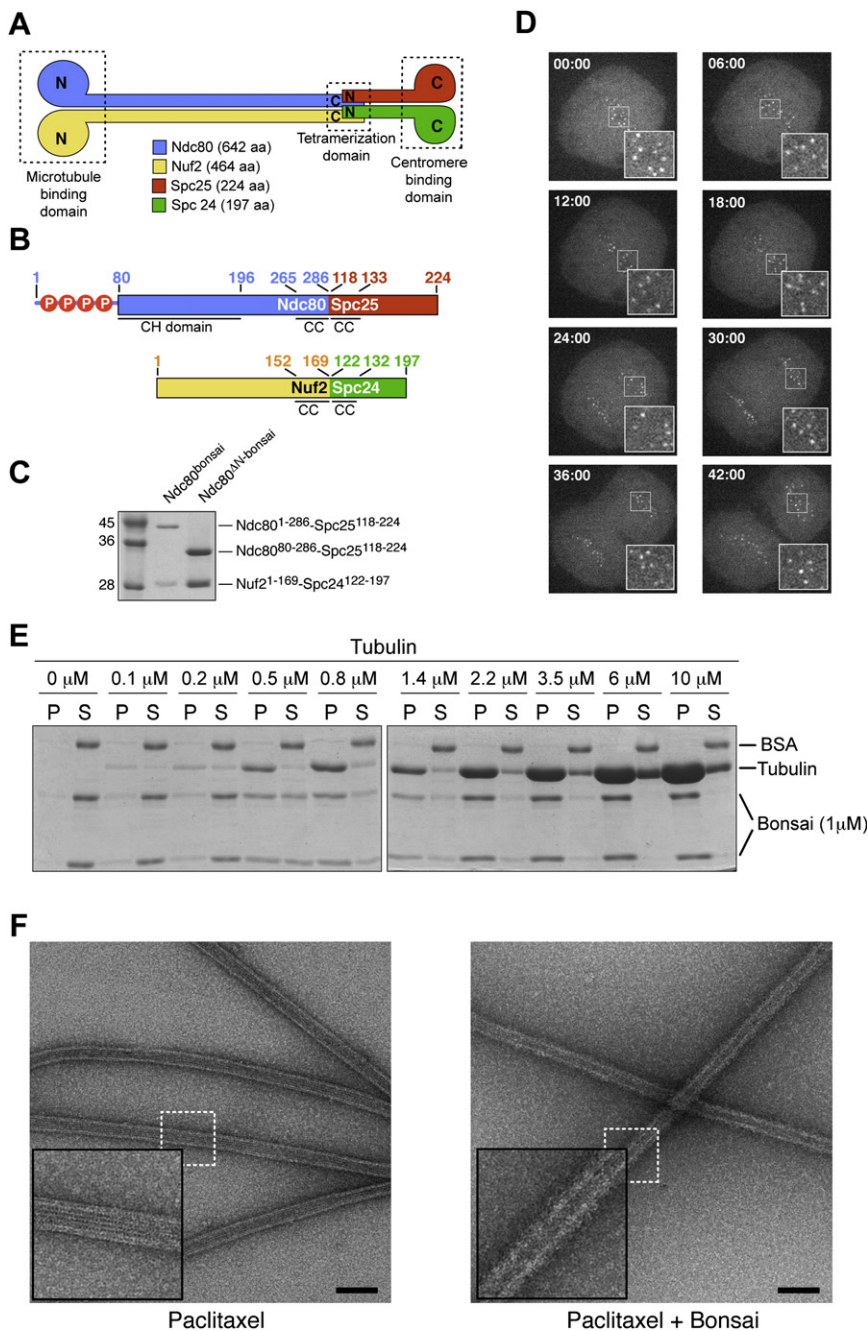 A
N
N
C
C
N
N
C
C
Microtubule
binding
domain
Ndc80 (642 aa)
Nuf2 (464 aa)
Spc25 (224 aa)
Spc 24 (197 aa)
Tetramerization
domain
Centromere
binding
domain
B
1 80 196 265 286 118 133 224
P P P P Ndc80 Spc25
CH domain CC CC
1 152 169 122 132 197
Nuf2 Spc24
CC CC
C
Ndc80bonsai
Ndc80ΔN-bonsai
45
36
28
Ndc801-286-Spc25118-224
Ndc8080-286-Spc25118-224
Nuf21-169-Spc24122-197
D
00:00 06:00
12:00 18:00
24:00 30:00
36:00 42:00
E
Tubulin
0 μM 0.1 μM 0.2 μM 0.5 μM 0.8 μM 1.4 μM 2.2 μM 3.5 μM 6 μM 10 μM
P S P S P S P S P S P S P S P S P S P S
BSA
Tubulin
Bonsai (1μM)
F
Paclitaxel
Paclitaxel + Bonsai